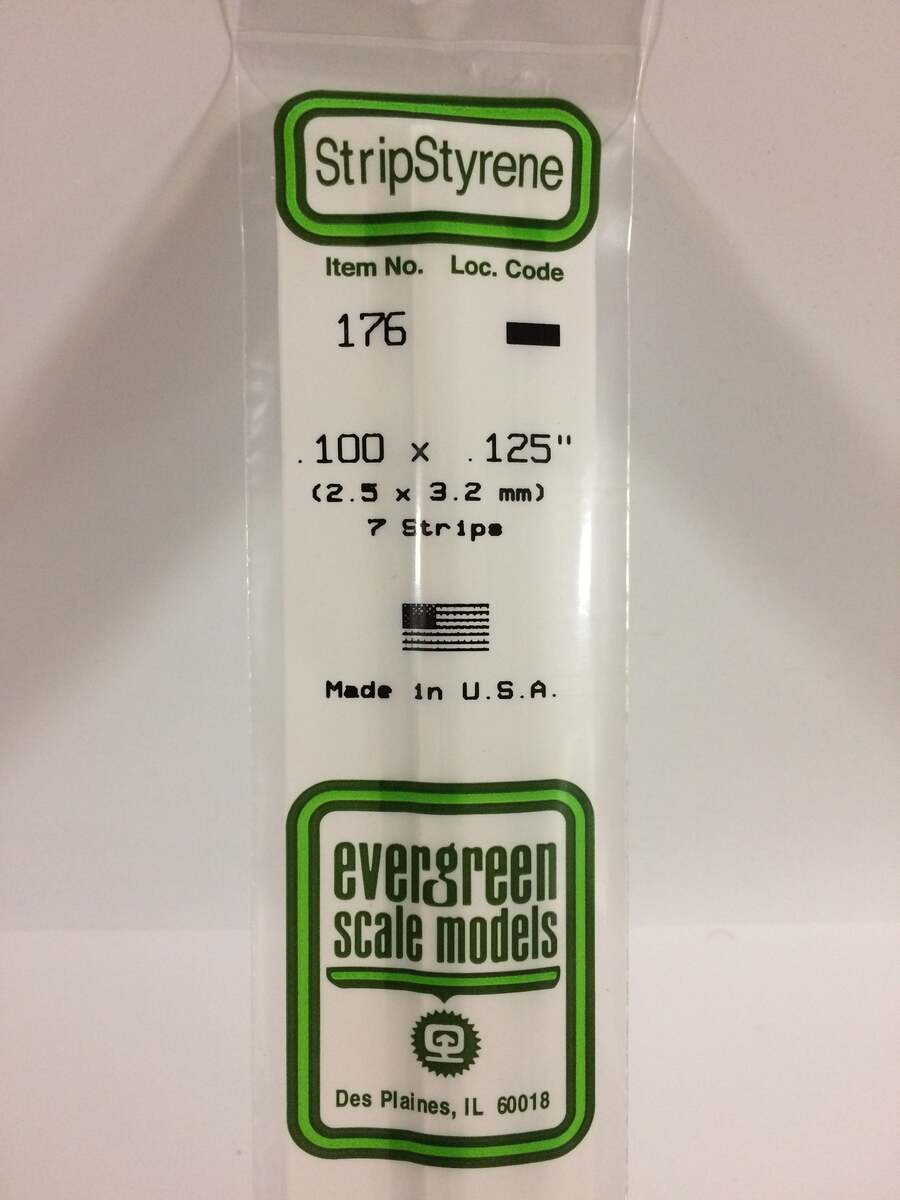 StripStyrene
Item No. Loc. Code
176
.100 x .125"
(2.5 x 3.2 mm)
7 Strips
Made in U.S.A.
evergreen
scale models
Des Plaines, IL 60018